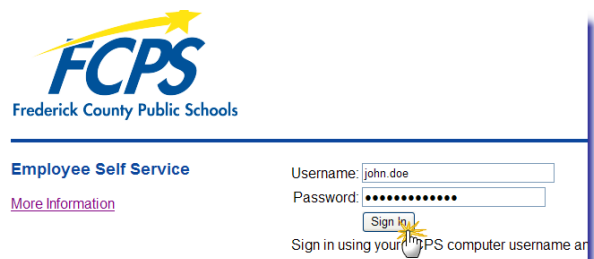 FCPS
Frederick County Public Schools
Employee Self Service
More Information
Username: john.doe
Password: •••••••••••••
Sign In
Sign in using your FCPS computer username an